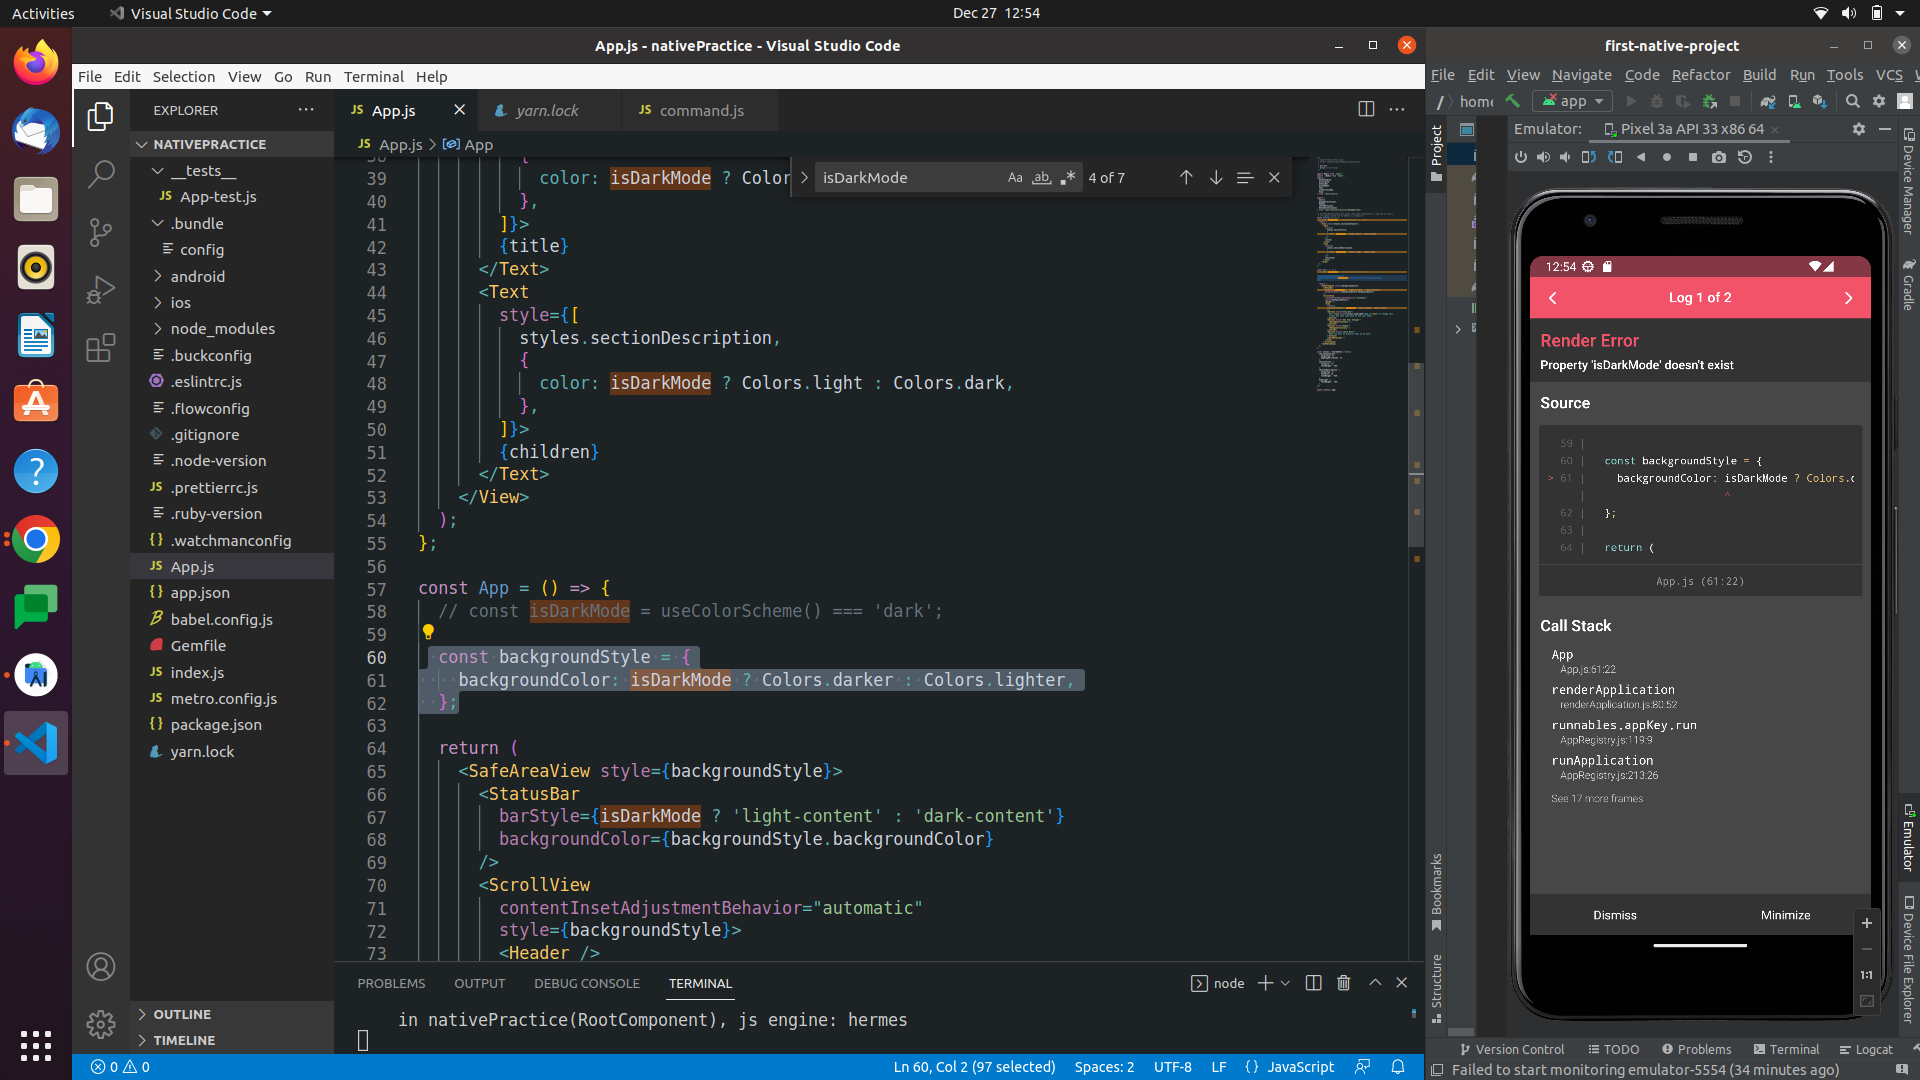 Activities
Visual Studio Code
Dec 27 12:54
App.js - nativePractice - Visual Studio Code
File Edit Selection View Go Run Terminal Help
EXPLORER
NATIVEPRACTICE
__tests__
JS App-test.js
.bundle
config
android
ios
node_modules
.buckconfig
.eslintrc.js
.flowconfig
.gitignore
.node-version
JS .prettierrc.js
.ruby-version
{} .watchmanconfig
JS App.js
{} app.json
babel.config.js
Gemfile
JS index.js
JS metro.config.js
{} package.json
yarn.lock
OUTLINE
TIMELINE
JS App.js
yarn.lock
JS command.js
JS App.js > App
isDarkMode
Aa ab .*
4 of 7
38 {
39 color: isDarkMode ? Color
40 },
41 ]}>
42 {title}
43 </Text>
44 <Text
45 style={[
46 styles.sectionDescription,
47 {
48 color: isDarkMode ? Colors.light : Colors.dark,
49 },
50 ]}>
51 {children}
52 </Text>
53 </View>
54 );
55 };
56
57 const App = () => {
58 // const isDarkMode = useColorScheme() === 'dark';
59
60 const backgroundStyle = {
61 backgroundColor: isDarkMode ? Colors.darker : Colors.lighter,
62 };
63
64 return (
65 <SafeAreaView style={backgroundStyle}>
66 <StatusBar
67 barStyle={isDarkMode ? 'light-content' : 'dark-content'}
68 backgroundColor={backgroundStyle.backgroundColor}
69 />
70 <ScrollView
71 contentInsetAdjustmentBehavior="automatic"
72 style={backgroundStyle}>
73 <Header />
PROBLEMS OUTPUT DEBUG CONSOLE TERMINAL
node
in nativePractice(RootComponent), js engine: hermes
0 0
Ln 60, Col 2 (97 selected) Spaces: 2 UTF-8 LF {} JavaScript
first-native-project
File Edit View Navigate Code Refactor Build Run Tools VCS
/ home
app
Project
Emulator:
Pixel 3a API 33 x86 64
12:54
Log 1 of 2
Render Error
Property 'isDarkMode' doesn't exist
Source
59 |
60 | const backgroundStyle = {
> 61 | backgroundColor: isDarkMode ? Colors.d
| ^
62 | };
63 |
64 | return (
App.js (61:22)
Call Stack
App
App.js:61:22
renderApplication
renderApplication.js:80:52
runnables.appKey.run
AppRegistry.js:119:9
runApplication
AppRegistry.js:213:26
See 17 more frames
Dismiss
Minimize
1:1
Bookmarks
Structure
Device Manager
Gradle
Emulator
Device File Explorer
Version Control TODO Problems Terminal Logcat
Failed to start monitoring emulator-5554 (34 minutes ago)